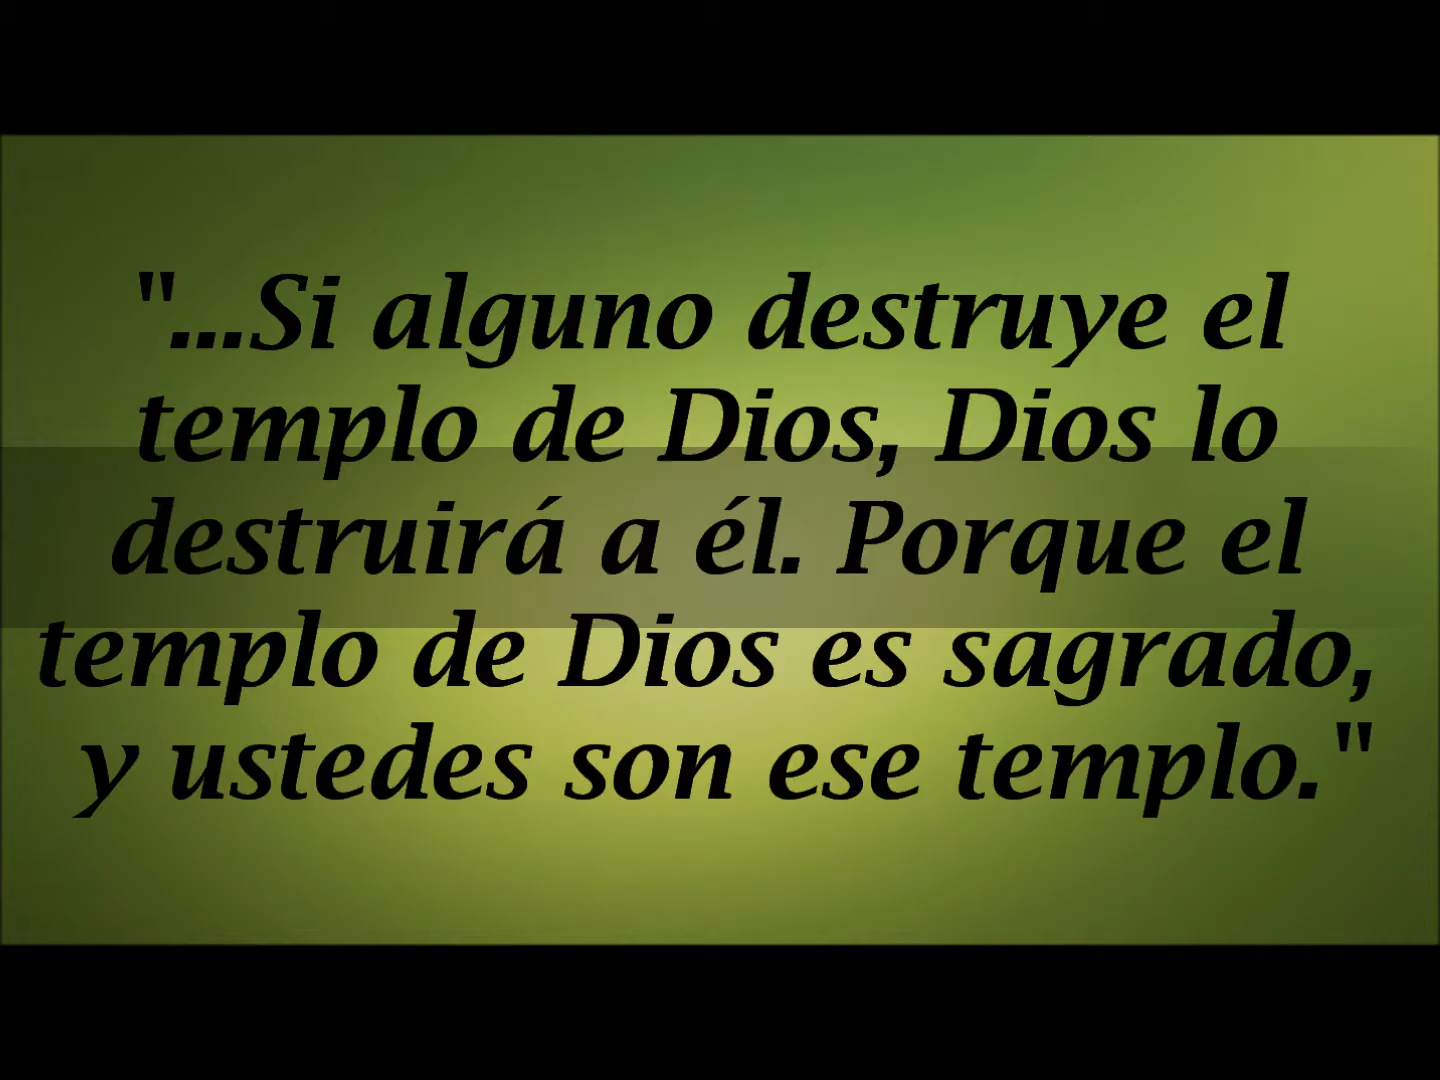 "...Si alguno destruye el
templo de Dios, Dios lo
destruirá a él. Porque el
templo de Dios es sagrado,
y ustedes son ese templo."